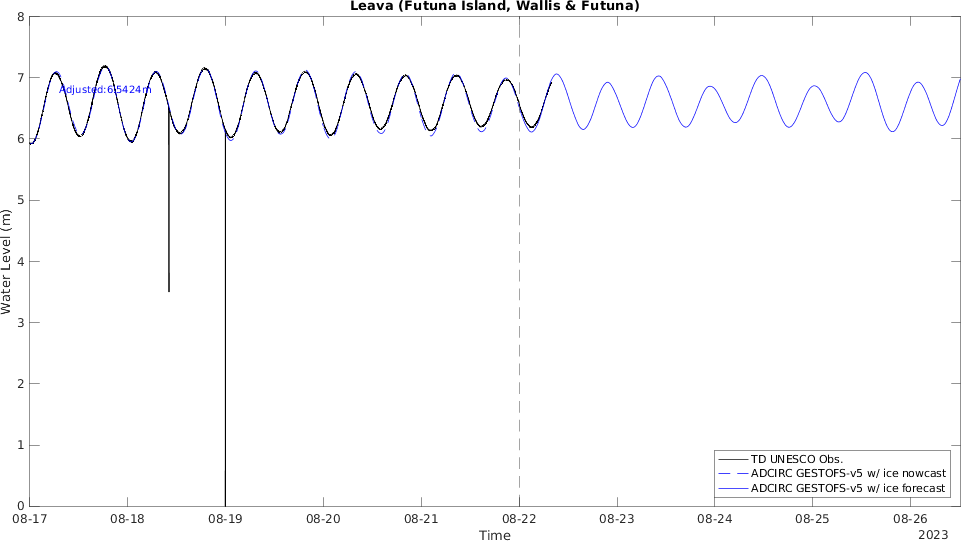 Leava (Futuna Island, Wallis & Futuna)
8
7
6
5
4
3
2
1
0
Water Level (m)
Adjusted:6.5424m
TD UNESCO Obs.
ADCIRC GESTOFS-v5 w/ ice nowcast
ADCIRC GESTOFS-v5 w/ ice forecast
08-17 08-18 08-19 08-20 08-21 08-22 08-23 08-24 08-25 08-26
Time
2023